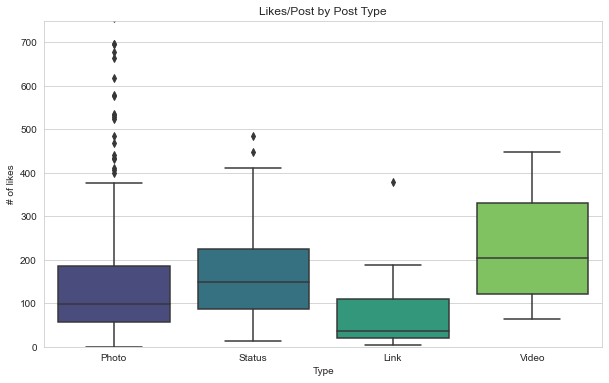 Likes/Post by Post Type
# of likes
700
600
500
400
300
200
100
0
Photo
Status
Link
Video
Type